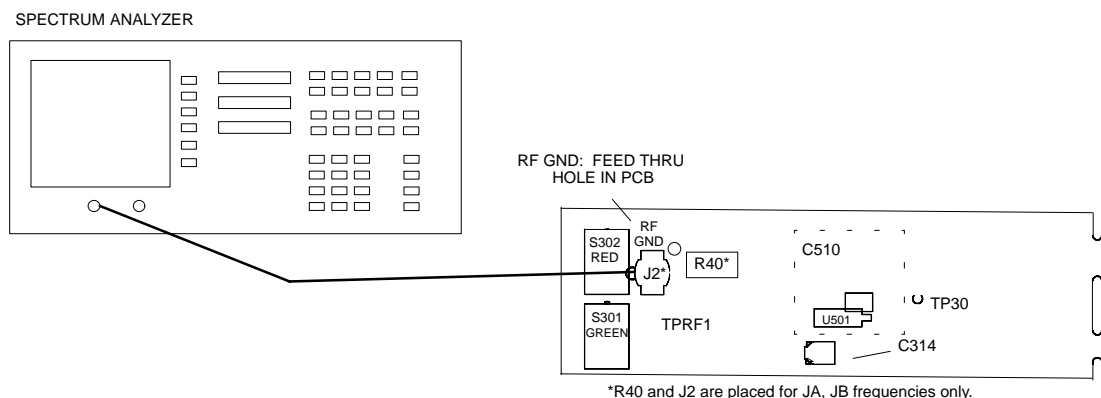 SPECTRUM ANALYZER
RF GND: FEED THRU
HOLE IN PCB
S302
RED
RF
GND
J2*
R40*
C510
U501
TP30
S301
GREEN
TPRF1
C314
*R40 and J2 are placed for JA, JB frequencies only.